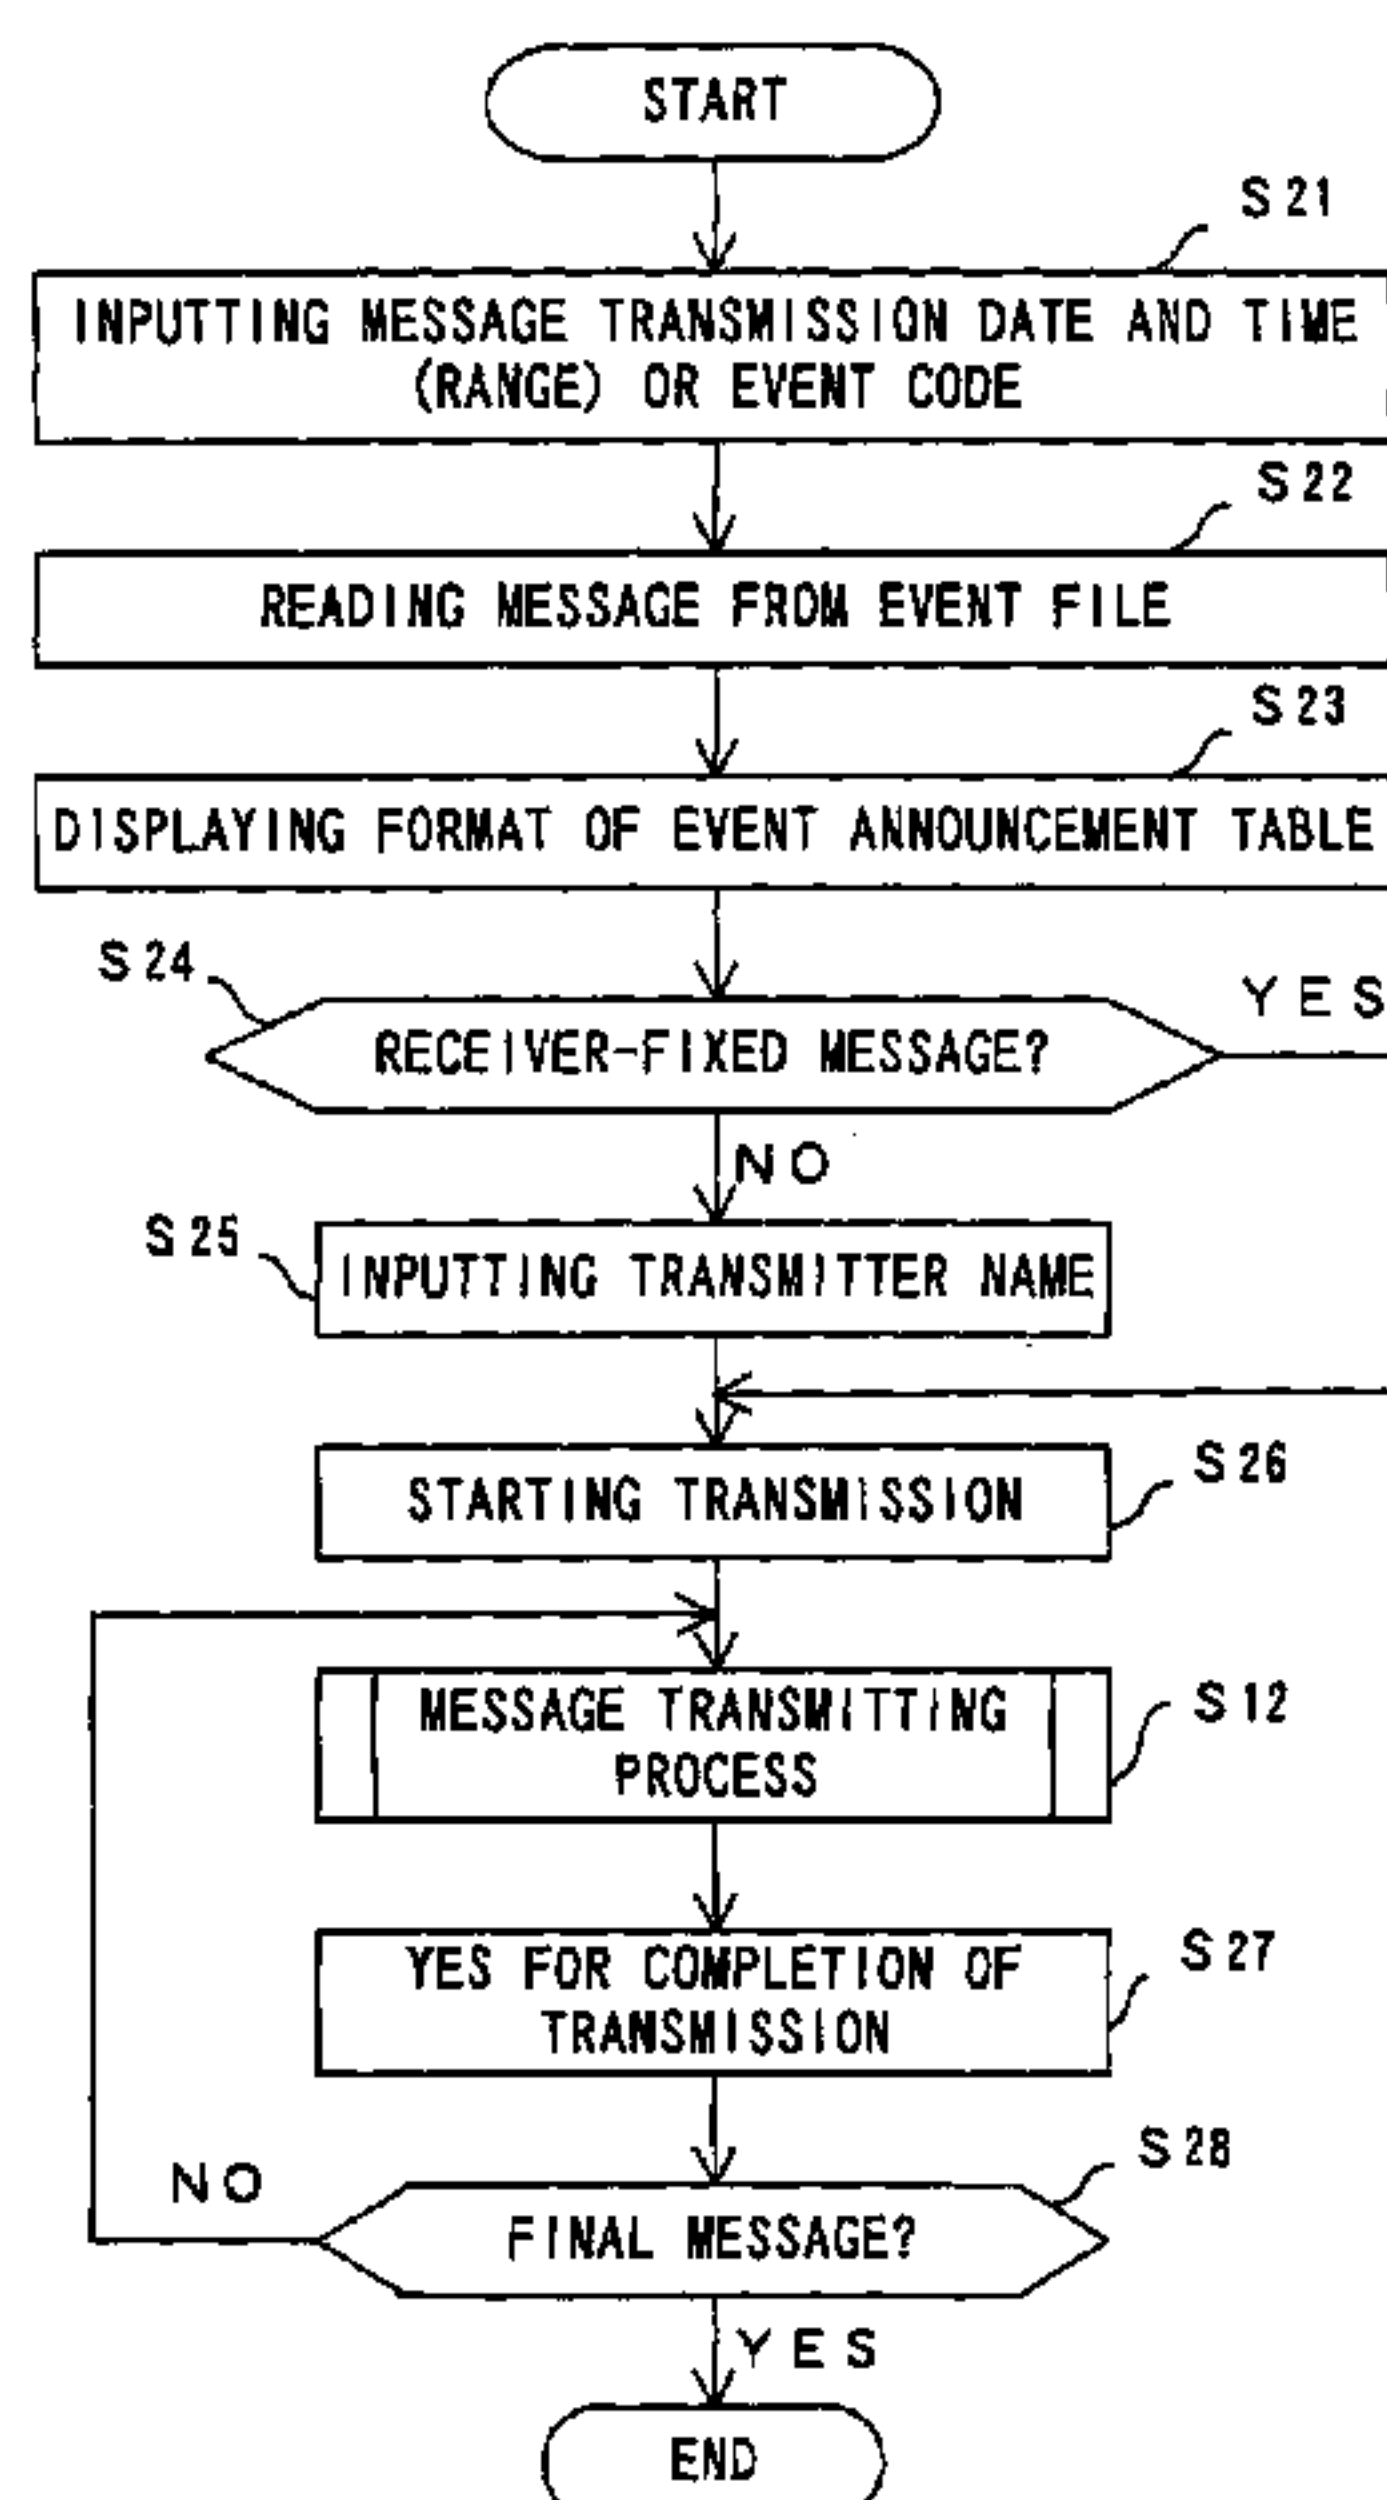 START
S21
INPUTTING MESSAGE TRANSMISSION DATE AND TIME
(RANGE) OR EVENT CODE
S22
READING MESSAGE FROM EVENT FILE
S23
DISPLAYING FORMAT OF EVENT ANNOUNCEMENT TABLE
S24
YES
RECEIVER-FIXED MESSAGE?
NO
S25
INPUTTING TRANSMITTER NAME
S26
STARTING TRANSMISSION
S12
MESSAGE TRANSMITTING
PROCESS
S27
YES FOR COMPLETION OF
TRANSMISSION
S28
NO
FINAL MESSAGE?
YES
END